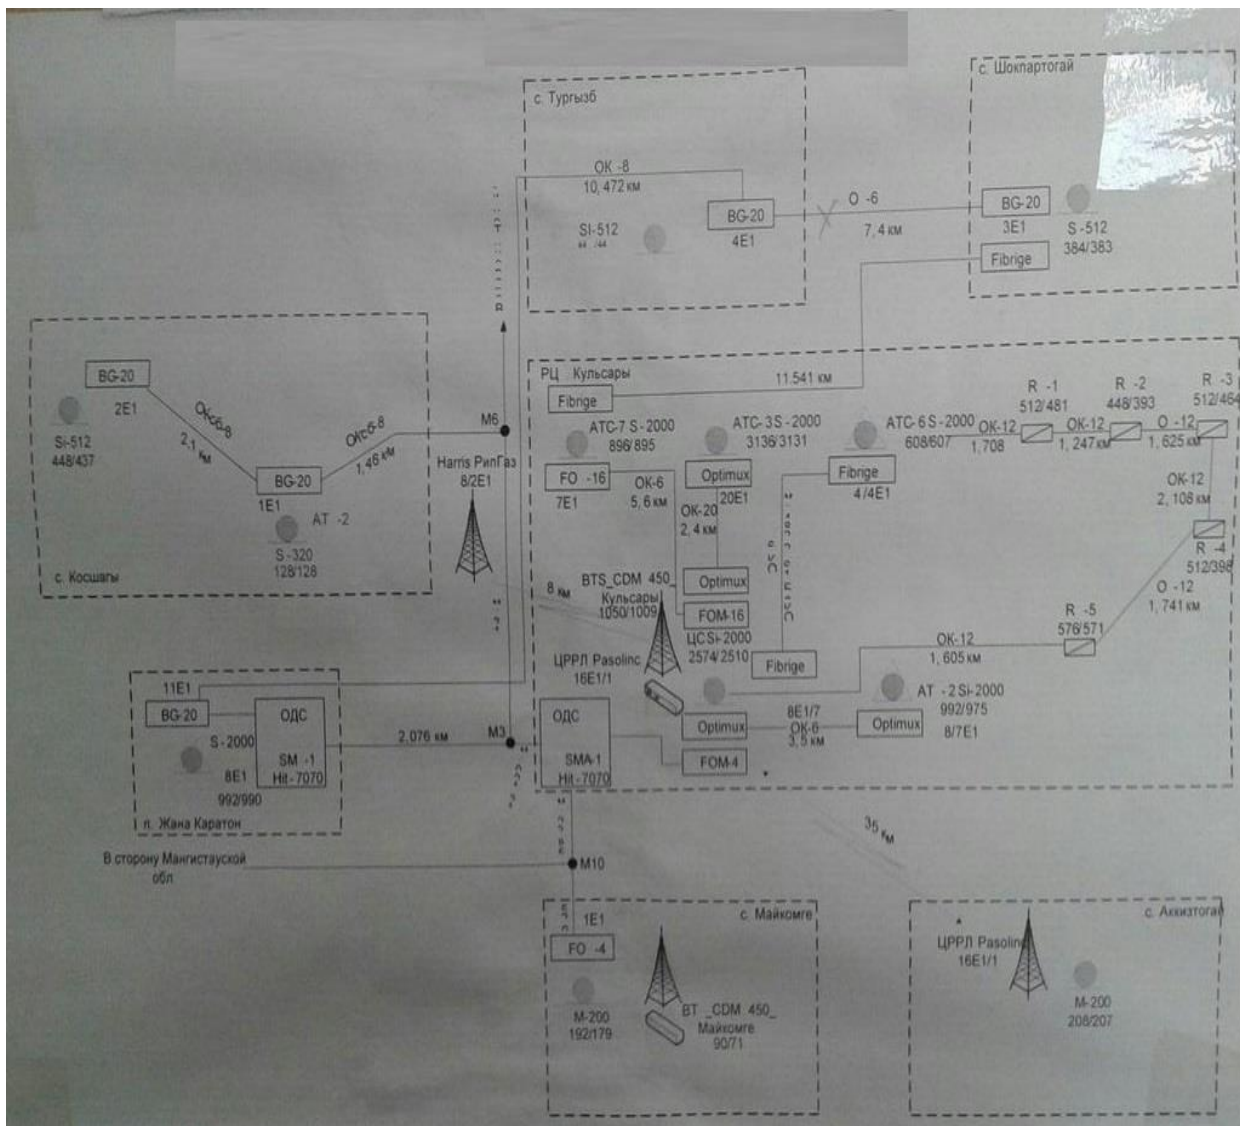 с. Тургызб
ОК -8
10, 472 км
SI-512
BG-20
4E1
О -6
7,4 км
с. Шокпартогай
BG-20
3E1
S -512
384/383
Fibrige
с. Косшагы
BG-20
2E1
Si-512
448/437
ОКсб-8
2,1 км
BG-20
1E1
АТ -2
S -320
128/128
ОКсб-8
1,46 км
М6
Harris РипГаз
8/2E1
РЦ Кульсары
Fibrige
11.541 км
АТС-7 S -2000
896/895
FO -16
7E1
ОК-6
5,6 км
АТС- 3 S -2000
3136/3131
Optimux
20E1
ОК-20
2,4 км
Optimux
FOM-16
АТС- 6 S -2000
608/607
Fibrige
4 /4E1
ОК-12
1,708
R -1
512/481
ОК-12
1, 247км
R -2
448/393
О -12
1, 625 км
R -3
512/464
ОК-12
2, 108 км
R -4
512/398
О -12
1, 741км
R -5
576/571
ОК-12
1, 605 км
8 км
BTS_CDM 450_
Кульсары
1050/1009
ЦС Si-2000
2574/2510
ЦРРЛ Pasolinc
16E1/1
Fibrige
Optimux
8E1/7
ОК-6
3,5 км
АТ -2 Si-2000
992/975
Optimux
8/7E1
FOM-4
ОДС
SMA-1
Hit-7070
11E1
BG-20
S -2000
8E1
992/990
ОДС
SM -1
Hit-7070
п. Жана Каратон
2,076 км
М3
В сторону Мангистауской
обл
М10
35 км
с. Майкомге
1E1
FO -4
М-200
192/179
BT _CDM 450_
Майкомге
90/71
с. Аккизтогай
ЦРРЛ Pasolinc
16E1/1
М-200
208/207